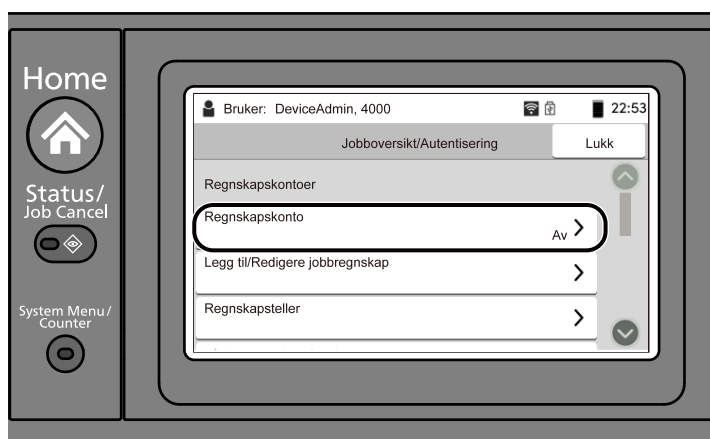 Home
Status/
Job Cancel
System Menu/
Counter
Bruker: DeviceAdmin, 4000
22:53
Jobboversikt/Autentisering
Lukk
Regnskapskontoer
Regnskapskonto
Av
Legg til/Redigere jobbregnskap
Regnskapsteller